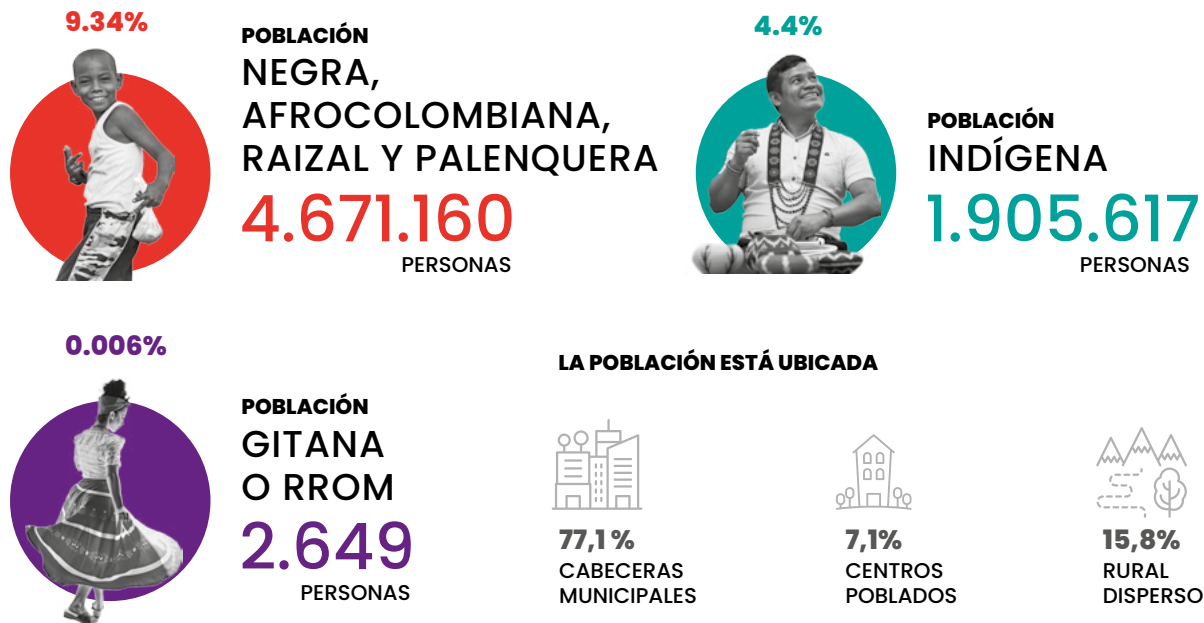 9.34%
POBLACIÓN
NEGRA,
AFROCOLOMBIANA,
RAIZAL Y PALENQUERA
4.671.160
PERSONAS
4.4%
POBLACIÓN
INDÍGENA
1.905.617
PERSONAS
0.006%
POBLACIÓN
GITANA
O RROM
2.649
PERSONAS
LA POBLACIÓN ESTÁ UBICADA
77,1 %
CABECERAS
MUNICIPALES
7,1%
CENTROS
POBLADOS
15,8%
RURAL
DISPERSO